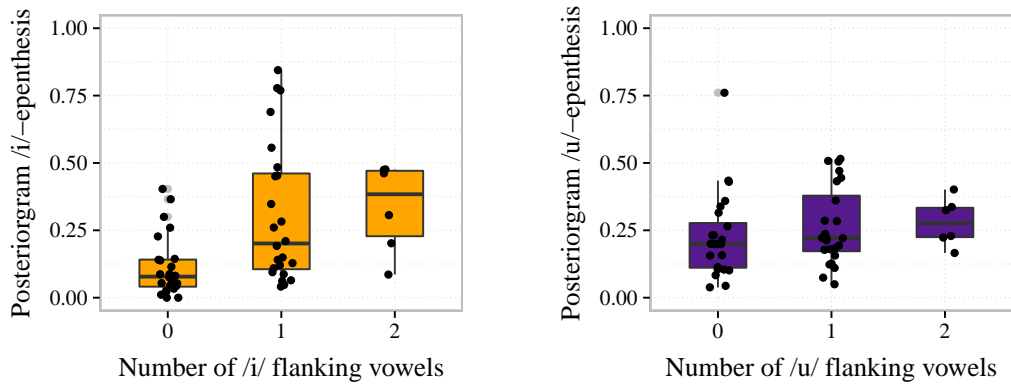 Posteriorgram /i/−epenthesis
1.00
0.75
0.50
0.25
0.00
0 1 2
Number of /i/ flanking vowels
Posteriorgram /u/−epenthesis
1.00
0.75
0.50
0.25
0.00
0 1 2
Number of /u/ flanking vowels